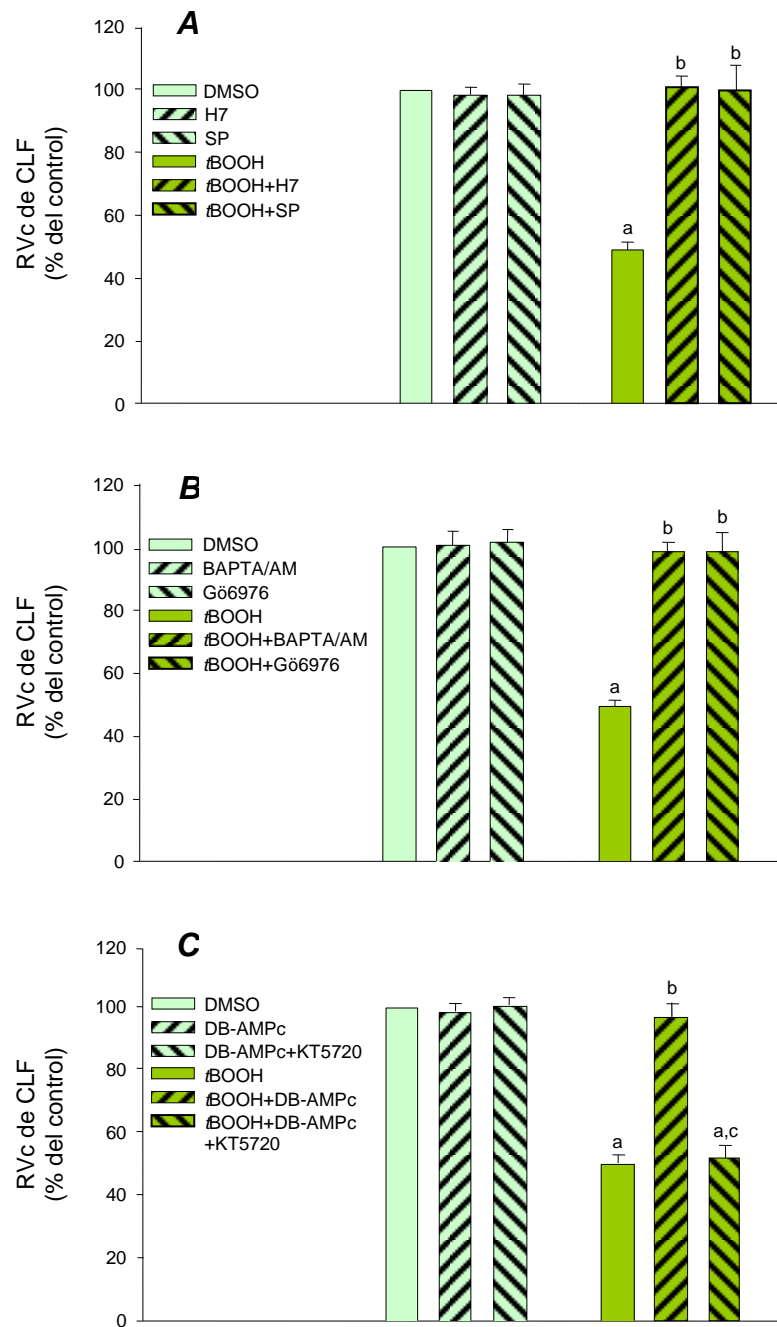 A
RVc de CLF
(% del control)
120
100
80
60
40
20
0
DMSO
H7
SP
tBOOH
tBOOH+H7
tBOOH+SP
a
b
b
B
RVc de CLF
(% del control)
120
100
80
60
40
20
0
DMSO
BAPTA/AM
Gö6976
tBOOH
tBOOH+BAPTA/AM
tBOOH+Gö6976
a
b
b
C
RVc de CLF
(% del control)
120
100
80
60
40
20
0
DMSO
DB-AMPc
DB-AMPc+KT5720
tBOOH
tBOOH+DB-AMPc
tBOOH+DB-AMPc
+KT5720
a
b
a,c